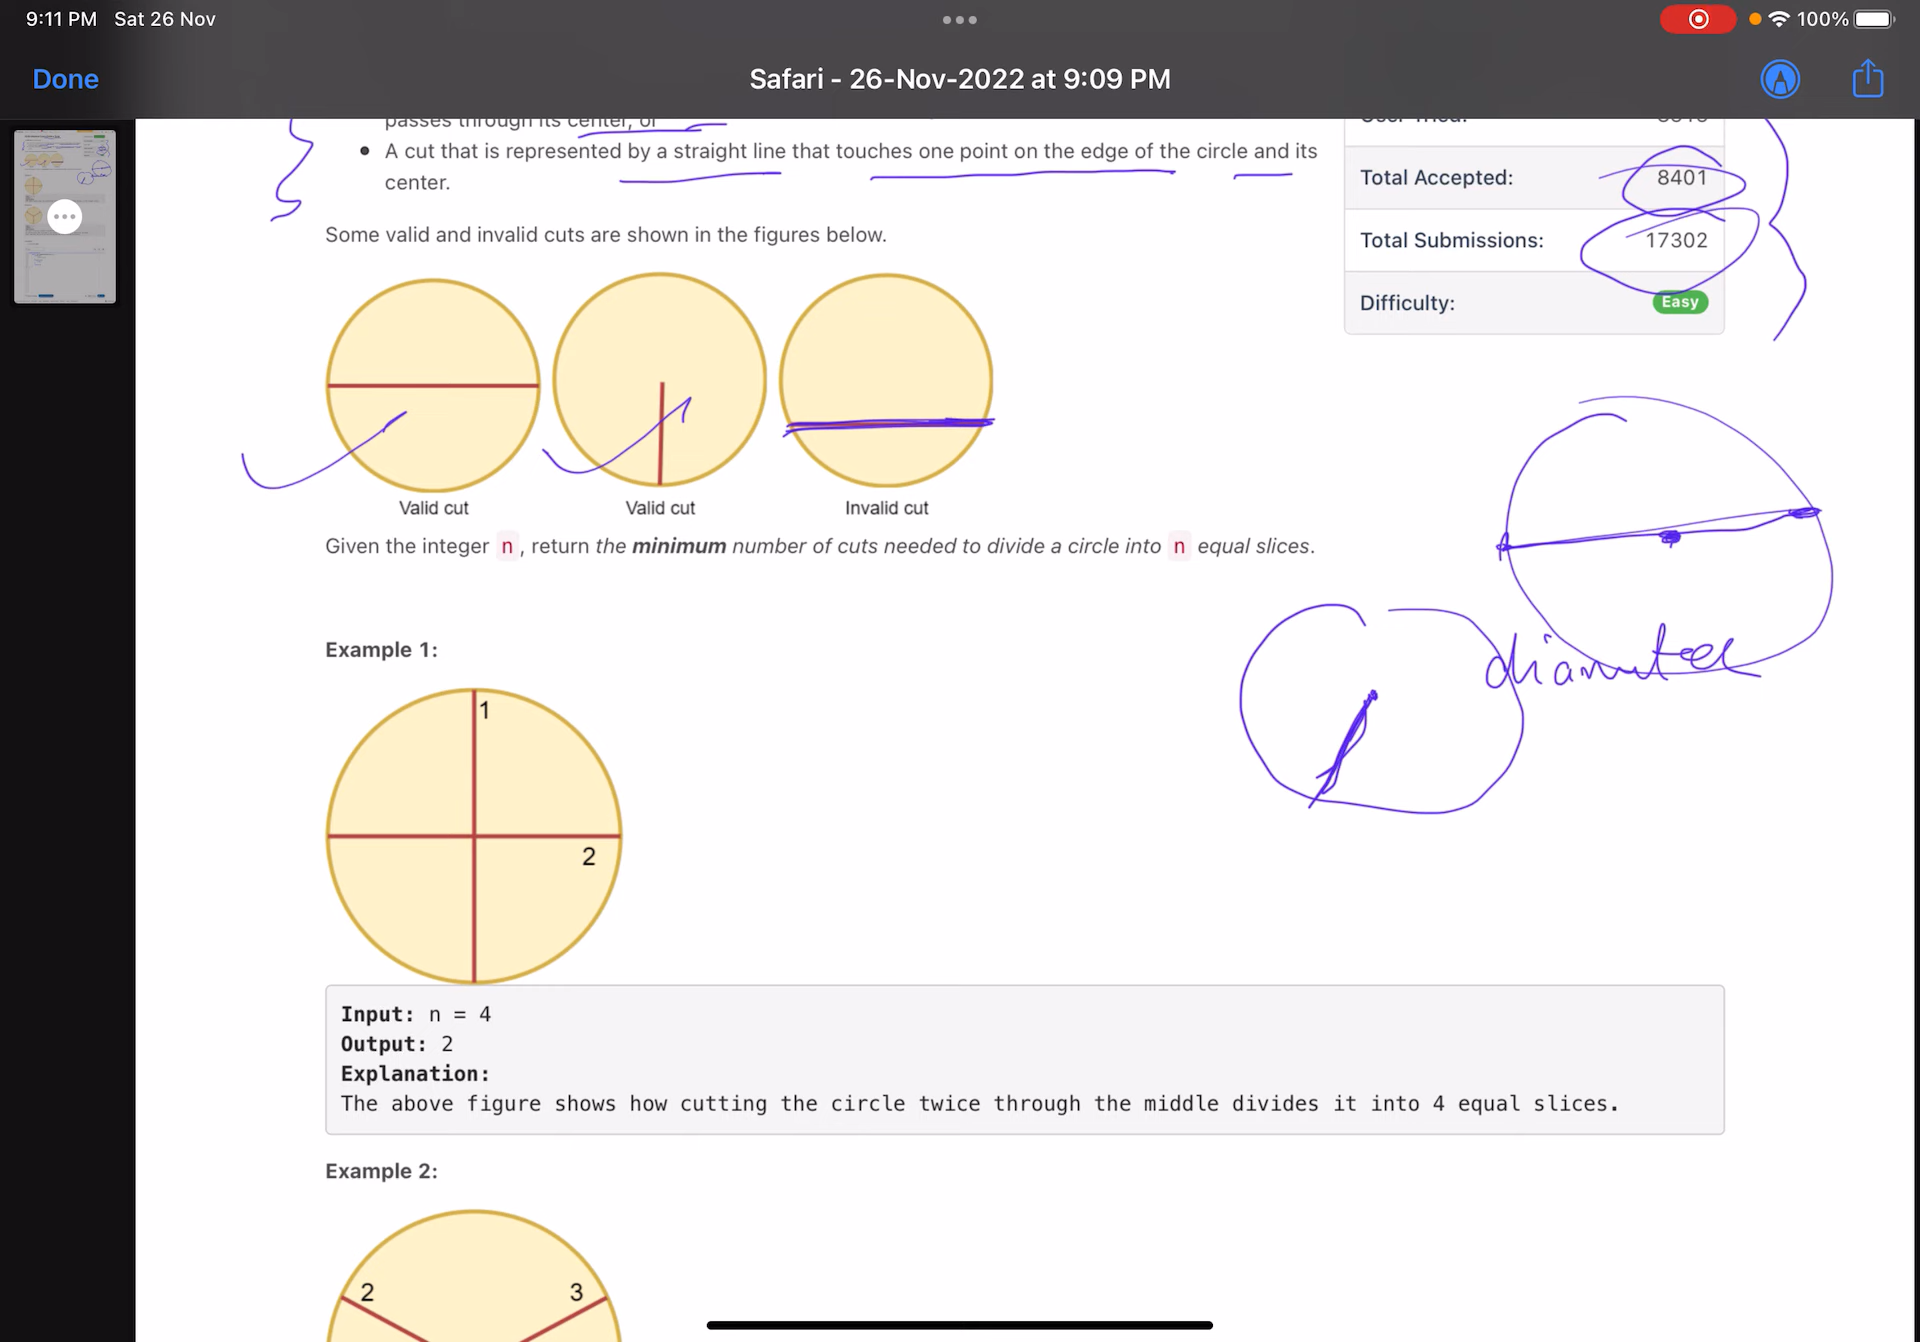 9:11 PM Sat 26 Nov
100%
Done
Safari - 26-Nov-2022 at 9:09 PM
passes through its center, or
• A cut that is represented by a straight line that touches one point on the edge of the circle and its
center.
Total Accepted: 8401
Total Submissions: 17302
Difficulty: Easy
Some valid and invalid cuts are shown in the figures below.
Valid cut
Valid cut
Invalid cut
Given the integer n, return the minimum number of cuts needed to divide a circle into n equal slices.
diameter
Example 1:
1
2
Input: n = 4
Output: 2
Explanation:
The above figure shows how cutting the circle twice through the middle divides it into 4 equal slices.
Example 2:
2 3